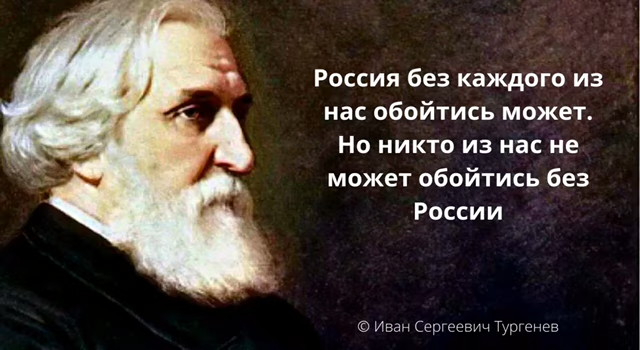 Россия без каждого из
нас обойтись может.
Но никто из нас не
может обойтись без
России
© Иван Сергеевич Тургенев